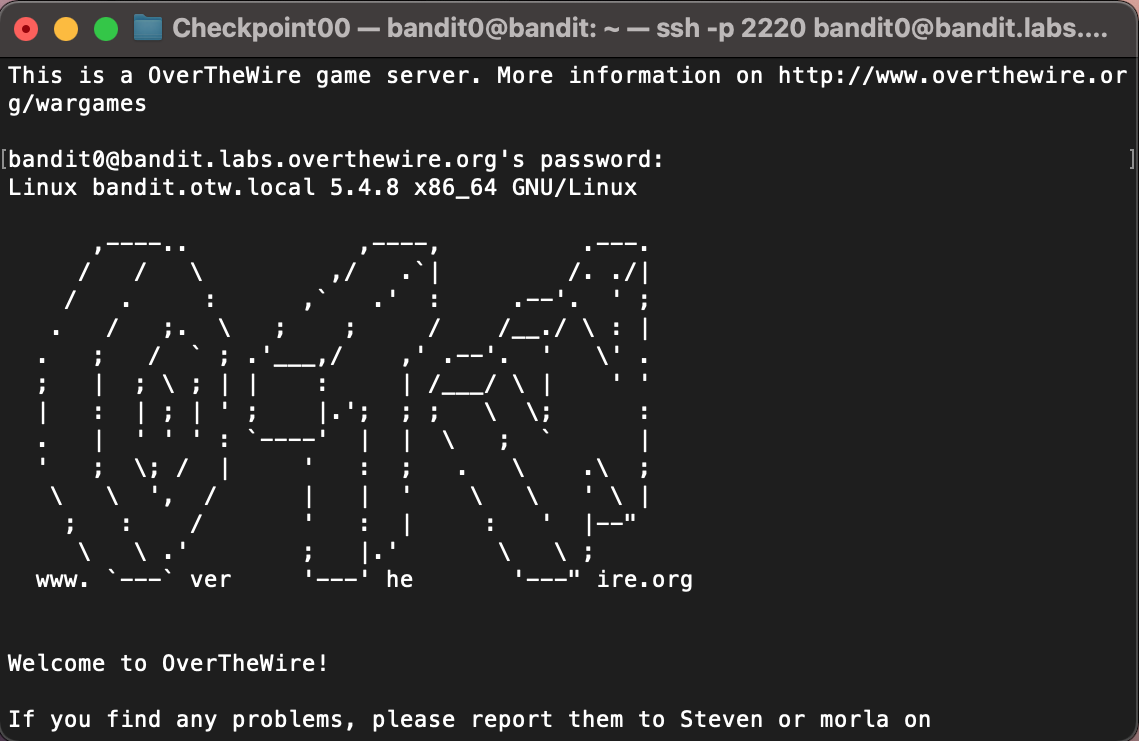 Checkpoint00 — bandit0@bandit: ~ — ssh -p 2220 bandit0@bandit.labs....
This is a OverTheWire game server. More information on http://www.overthewire.or
g/wargames
[bandit0@bandit.labs.overthewire.org's password: ]
Linux bandit.otw.local 5.4.8 x86_64 GNU/Linux
      ,----..            ,----,          .---.
     /   /   \         ,/   .`|         /. ./|
    /   .     :      ,`   .'  :     .--'.  ' ;
   .   /   ;.  \   ;    ;     /    /__./ \ : |
  .   ;   /  ` ; .'___,/    ,' .--'.  '   \' .
  ;   |  ; \ ; | |    :     | /___/ \ |    ' '
  |   :  | ; | ' ;    |.';  ; ;   \  \;      :
  .   |  ' ' ' : `----'  |  |  \   ;  `      |
  '   ;  \; /  |     '   :  ;   .   \    .\  ;
   \   \  ',  /      |   |  '    \   \   ' \ |
    ;   :    /       '   :  |     :   '  |--"
     \   \ .'        ;   |.'       \   \ ;
  www. `---` ver     '---' he       '---" ire.org
Welcome to OverTheWire!
If you find any problems, please report them to Steven or morla on